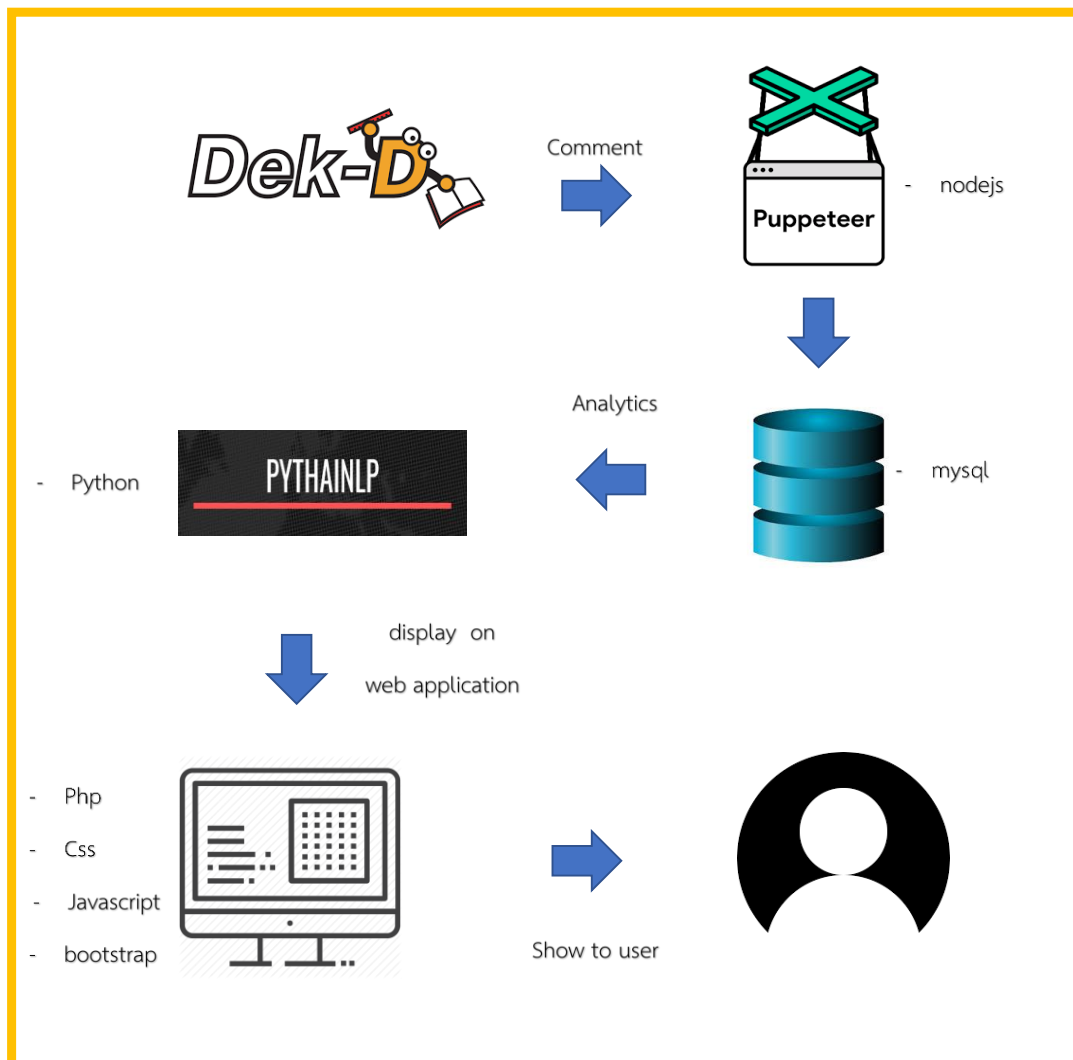 Dek-D
Comment
Puppeteer
- nodejs
Analytics
- Python
PYTHAINLP
- mysql
display on
web application
- Php
- Css
- Javascript
- bootstrap
Show to user